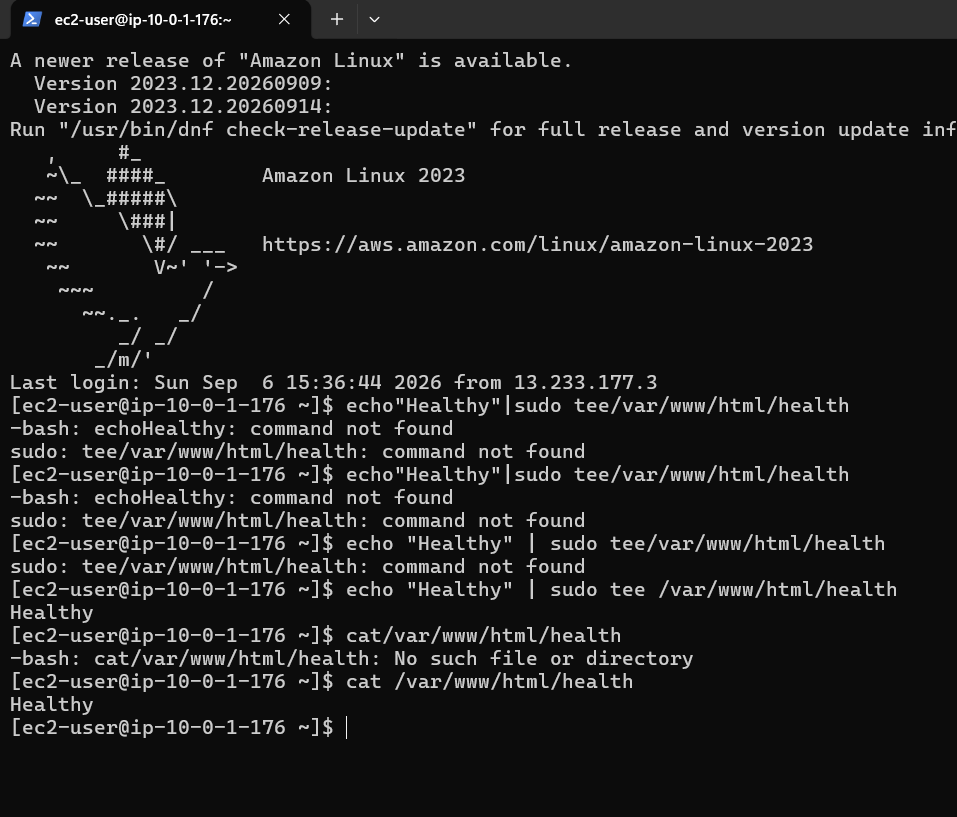 ec2-user@ip-10-0-1-176:~
A newer release of "Amazon Linux" is available.
  Version 2023.12.20260909:
  Version 2023.12.20260914:
Run "/usr/bin/dnf check-release-update" for full release and version update inf
   ,     #_
   ~\_  ####_        Amazon Linux 2023
  ~~  \_#####\
  ~~     \###|
  ~~       \#/ ___   https://aws.amazon.com/linux/amazon-linux-2023
   ~~       V~' '->
    ~~~         /
      ~~._.   _/
         _/ _/
       _/m/'
Last login: Sun Sep  6 15:36:44 2026 from 13.233.177.3
[ec2-user@ip-10-0-1-176 ~]$ echo"Healthy"|sudo tee/var/www/html/health
-bash: echoHealthy: command not found
sudo: tee/var/www/html/health: command not found
[ec2-user@ip-10-0-1-176 ~]$ echo"Healthy"|sudo tee/var/www/html/health
-bash: echoHealthy: command not found
sudo: tee/var/www/html/health: command not found
[ec2-user@ip-10-0-1-176 ~]$ echo "Healthy" | sudo tee/var/www/html/health
sudo: tee/var/www/html/health: command not found
[ec2-user@ip-10-0-1-176 ~]$ echo "Healthy" | sudo tee /var/www/html/health
Healthy
[ec2-user@ip-10-0-1-176 ~]$ cat/var/www/html/health
-bash: cat/var/www/html/health: No such file or directory
[ec2-user@ip-10-0-1-176 ~]$ cat /var/www/html/health
Healthy
[ec2-user@ip-10-0-1-176 ~]$